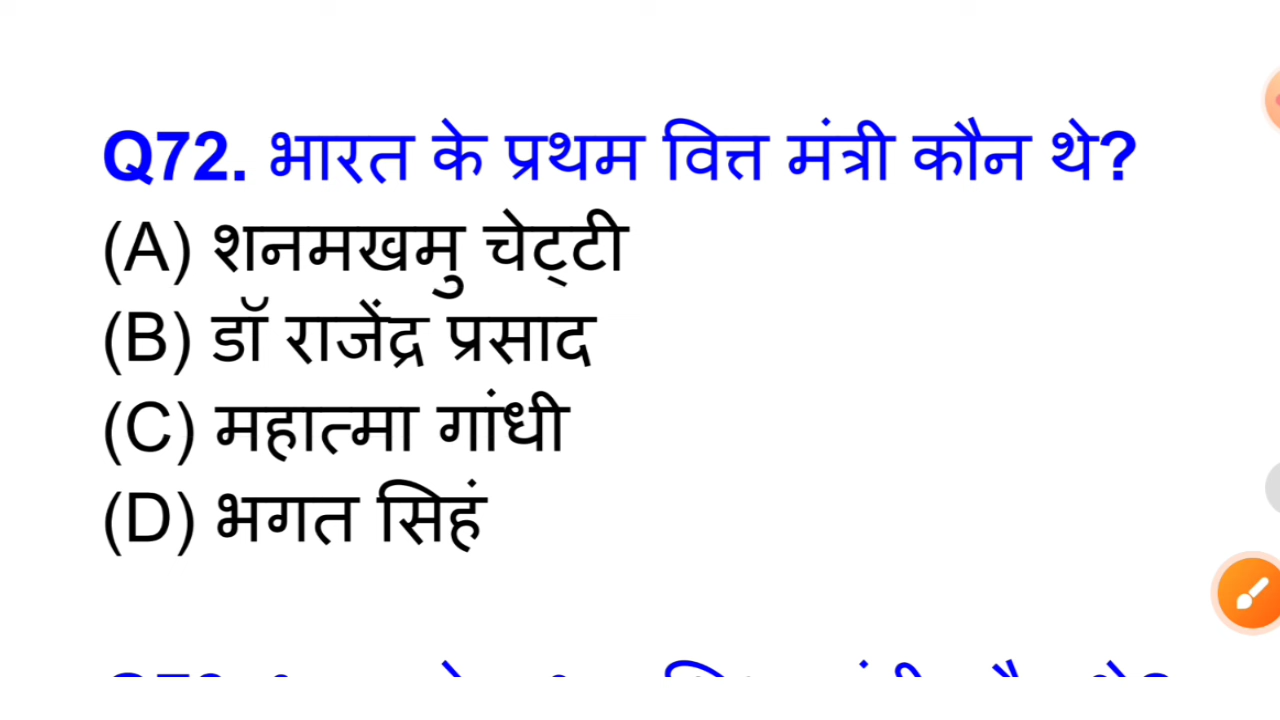 Q72. भारत के प्रथम वित्त मंत्री कौन थे?
(A) शनमखमु चेट्टी
(B) डॉ राजेंद्र प्रसाद
(C) महात्मा गांधी
(D) भगत सिहं